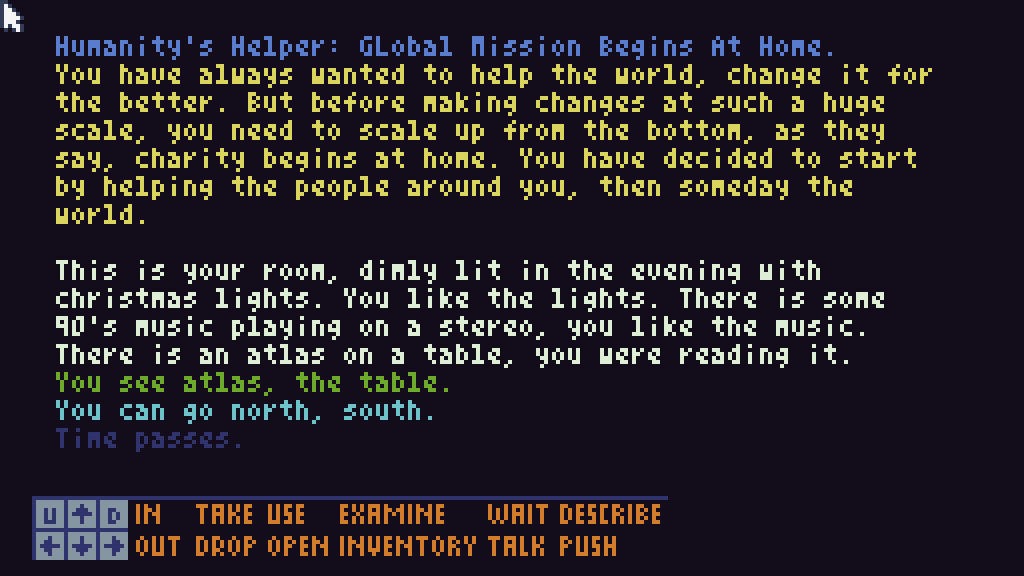 Humanity's Helper: GLobal Mission Begins At Home.
You have always wanted to help the world, change it for
the better. But before making changes at such a huge
scale, you need to scale up from the bottom, as they
say, charity begins at home. You have decided to start
by helping the people around you, then someday the
world.
This is your room, dimly lit in the evening with
christmas lights. You like the lights. There is some
90's music playing on a stereo, you like the music.
There is an atlas on a table, you were reading it.
You see atlas, the table.
You can go north, south.
Time passes.
U D IN TAKE USE EXAMINE WAIT DESCRIBE
OUT DROP OPEN INVENTORY TALK PUSH